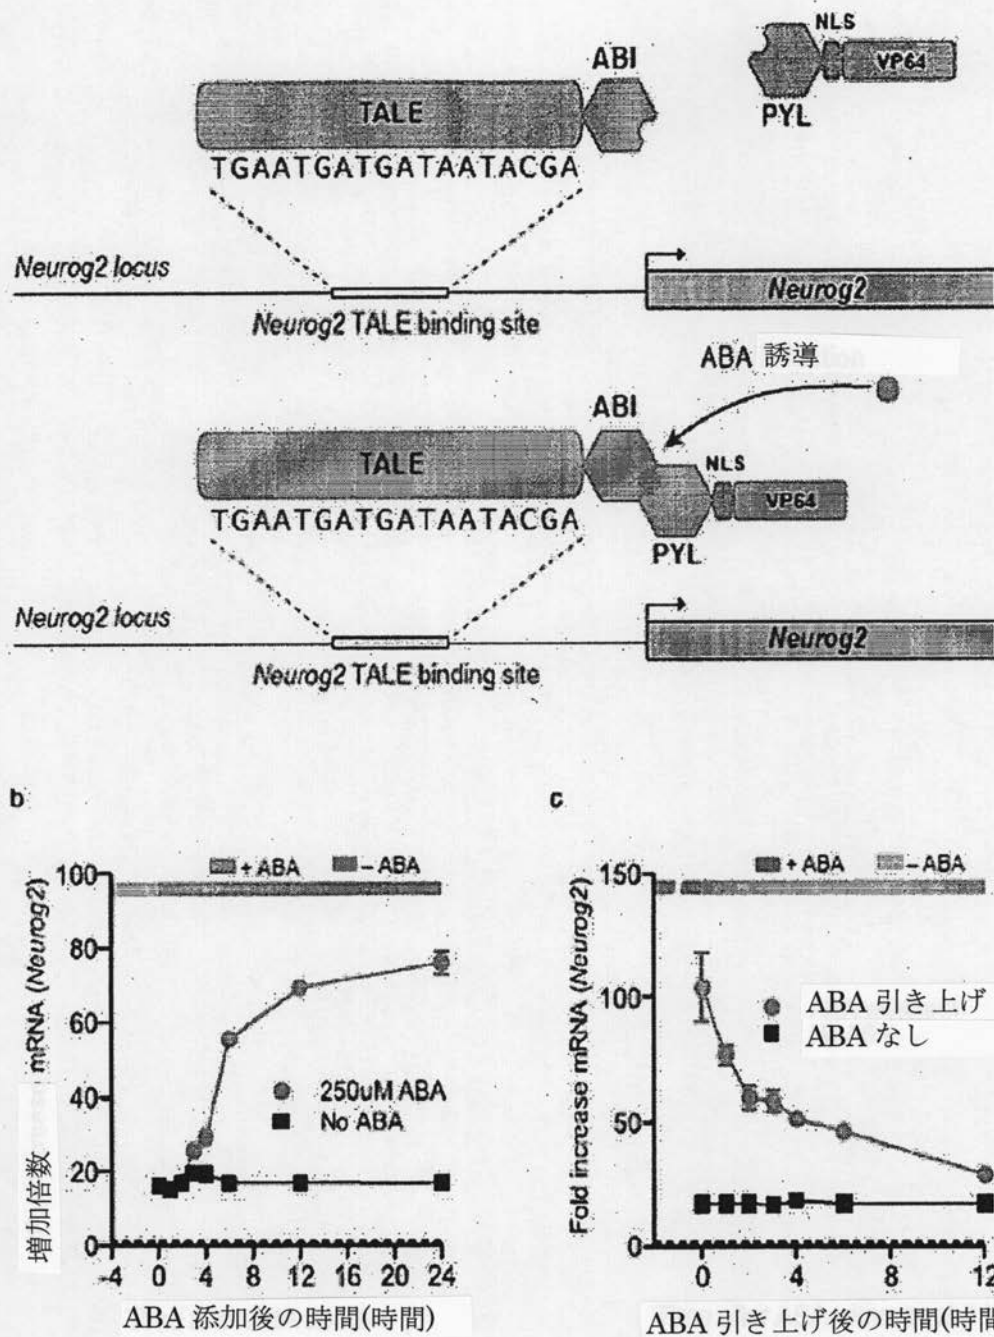 NLS
ABI
VP64
TALE
PYL
TGAATGATGATAATACGA
Neurog2 locus
Neurog2
Neurog2 TALE binding site
ABA 誘導
ABI
NLS
TALE
VP64
TGAATGATGATAATACGA
PYL
Neurog2 locus
Neurog2
Neurog2 TALE binding site
b
+ ABA - ABA
増加倍数 mRNA (Neurog2)
100
80
60
40
20
0
250uM ABA
No ABA
-4 0 4 8 12 16 20 24
ABA 添加後の時間(時間)
c
+ ABA - ABA
Fold increase mRNA (Neurog2)
150
100
50
0
ABA 引き上げ
ABA なし
0 4 8 12
ABA 引き上げ後の時間(時間